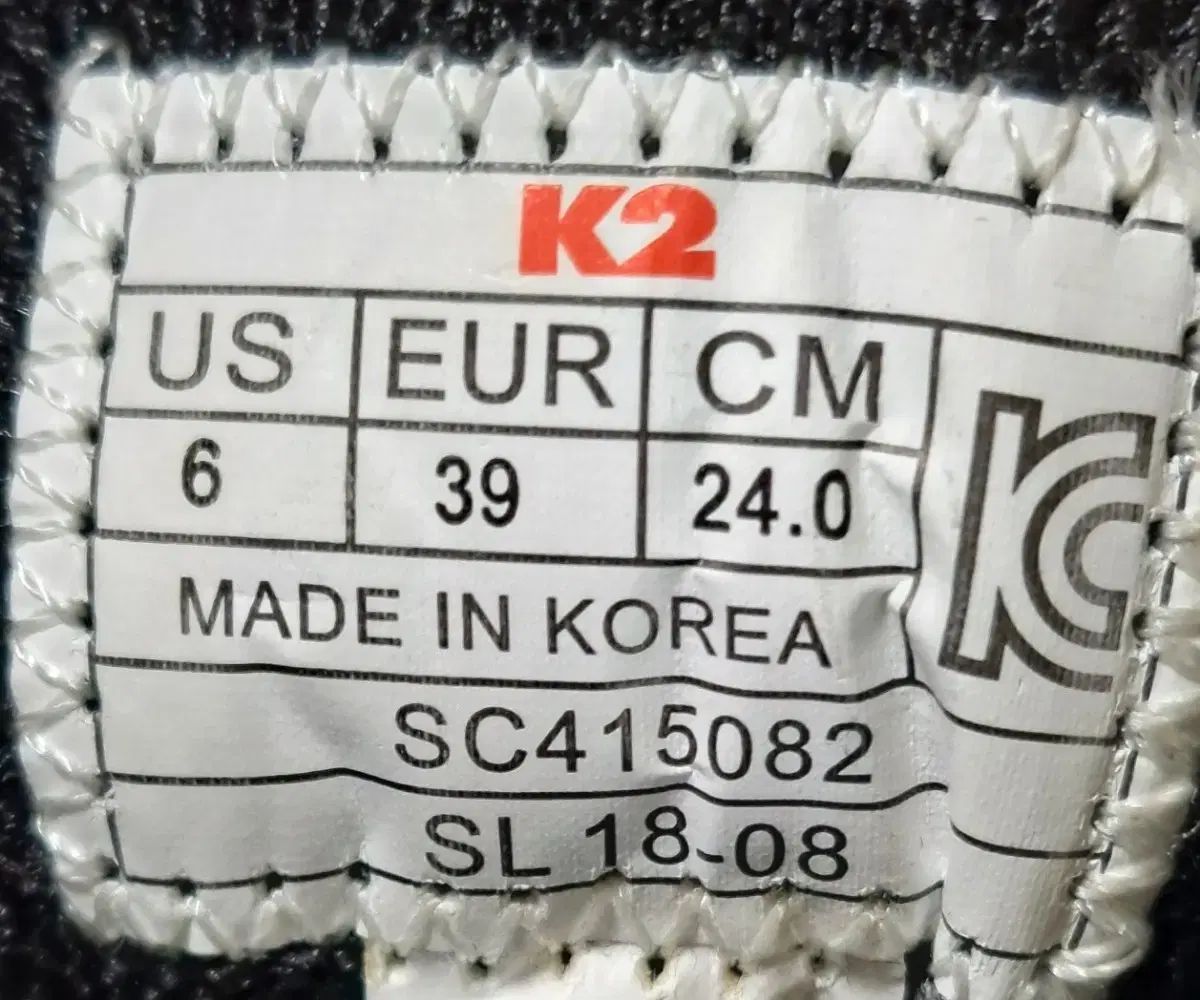 K2
US EUR CM
6 39 24.0
KC
MADE IN KOREA
SC415082
SL 18-08